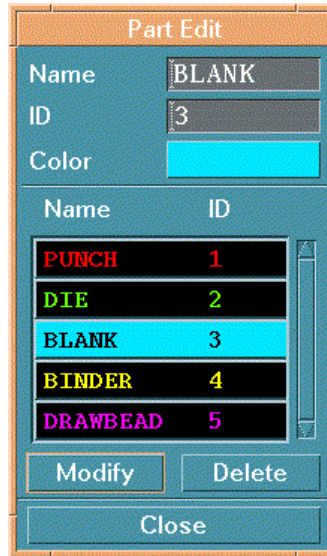 Part Edit
Name BLANK
ID 3
Color
Name ID
PUNCH 1
DIE 2
BLANK 3
BINDER 4
DRAWBEAD 5
Modify Delete
Close